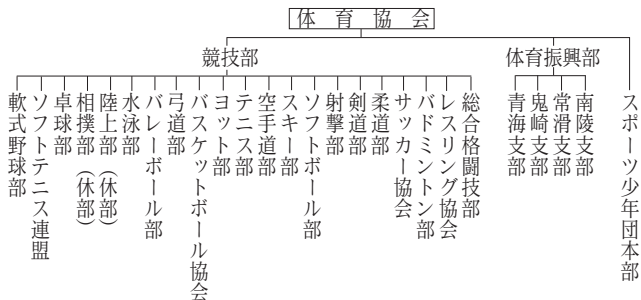 体育協会
競技部
体育振興部
軟式野球部
ソフトテニス連盟
卓球部
相撲部（休部）
陸上部（休部）
水泳部
バレーボール部
弓道部
バスケットボール協会
ヨット部
テニス部
空手道部
スキー部
ソフトボール部
射撃部
剣道部
柔道部
サッカー協会
バドミントン部
レスリング協会
総合格闘技部
青海支部
鬼崎支部
常滑支部
南陵支部
スポーツ少年団本部